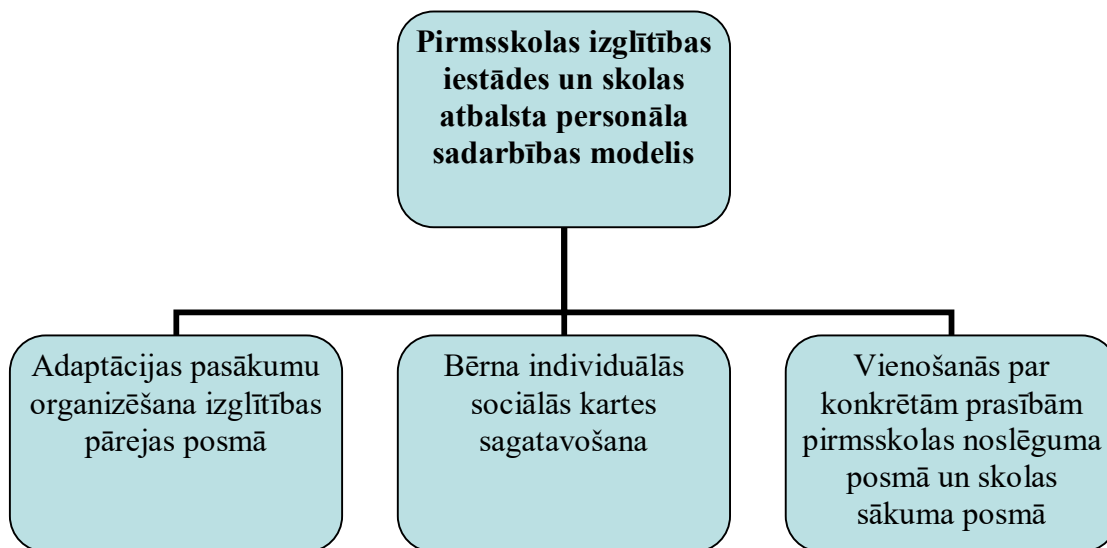 Pirmsskolas izglītības
iestādes un skolas
atbalsta personāla
sadarbības modelis
Adaptācijas pasākumu
organizēšana izglītības
pārejas posmā
Bērna individuālās
sociālās kartes
sagatavošana
Vienošanās par
konkrētām prasībām
pirmsskolas noslēguma
posmā un skolas
sākuma posmā